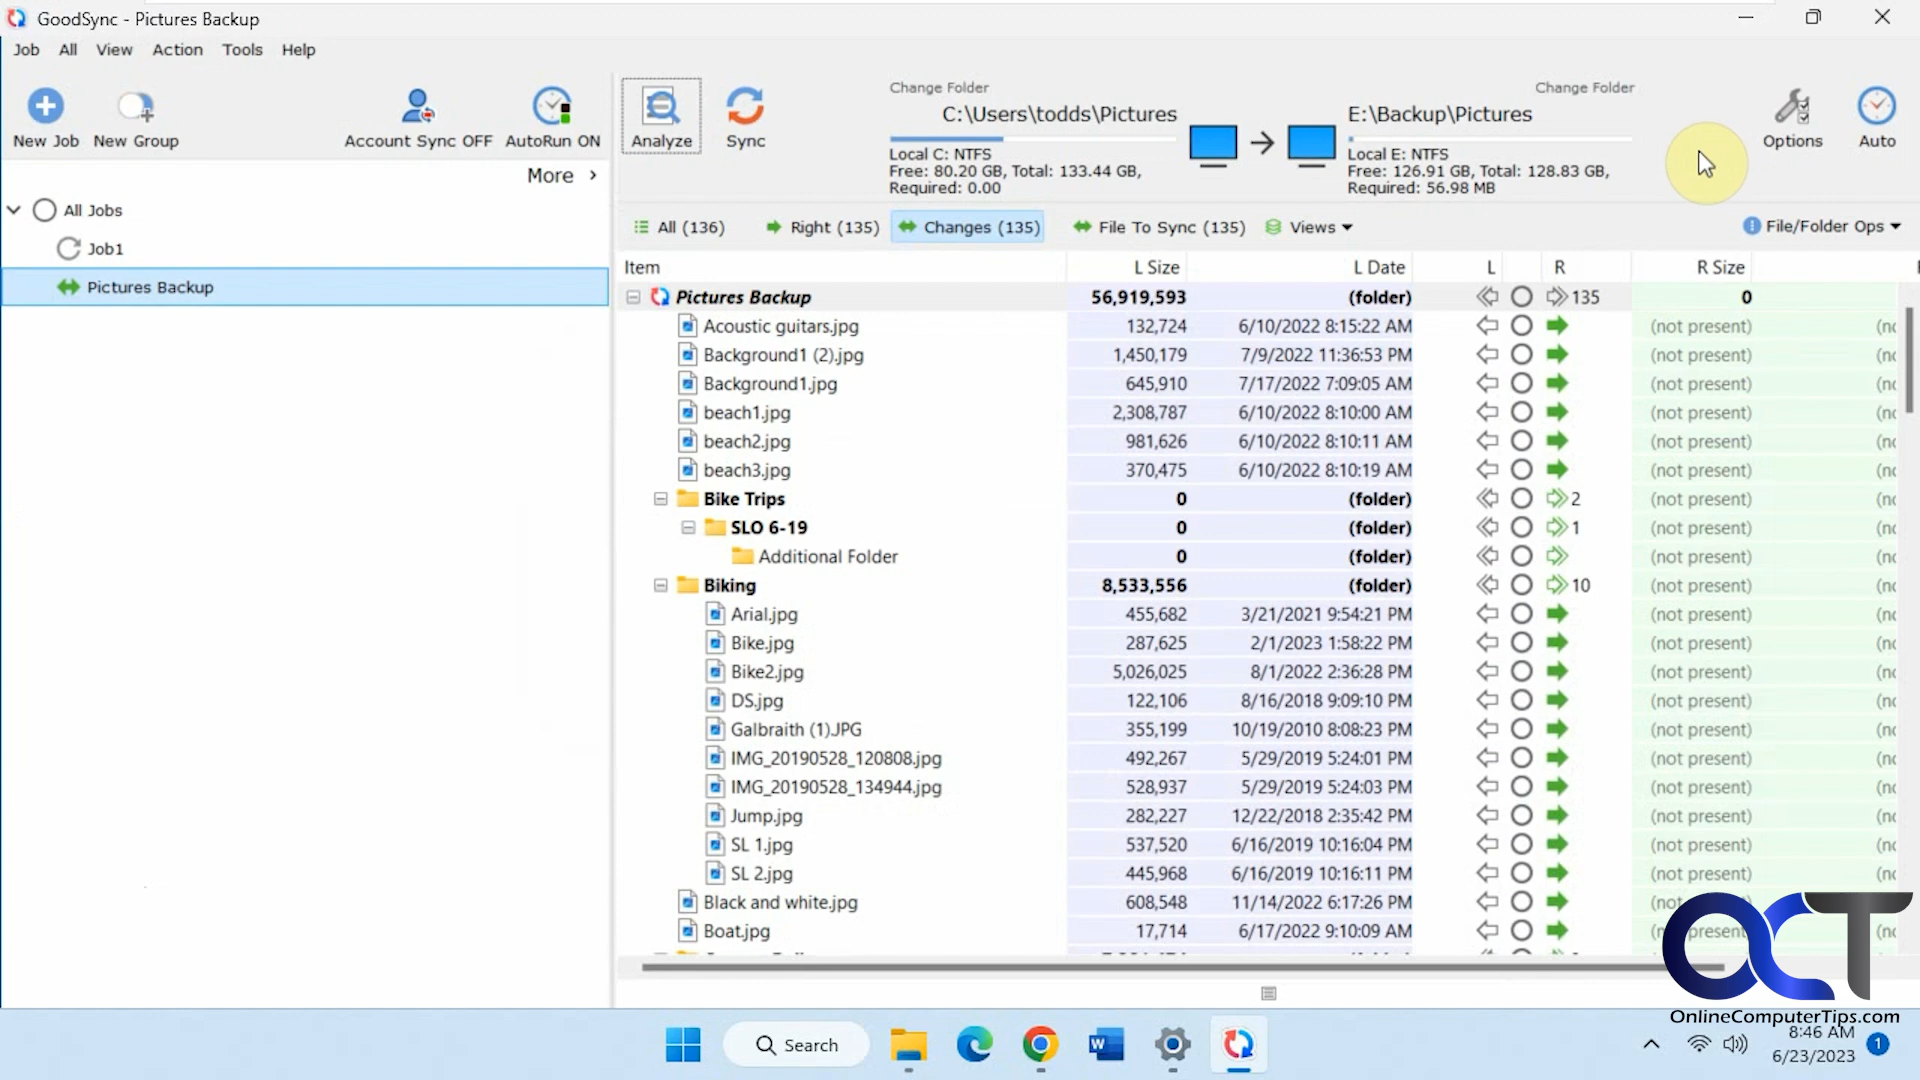 GoodSync - Pictures Backup
Job All View Action Tools Help
New Job New Group Account Sync OFF AutoRun ON
More >
All Jobs
Job1
Pictures Backup
Analyze Sync
Change Folder
C:\Users\todds\Pictures
Local C: NTFS
Free: 80.20 GB, Total: 133.44 GB,
Required: 0.00
Change Folder
E:\Backup\Pictures
Local E: NTFS
Free: 126.91 GB, Total: 128.83 GB,
Required: 56.98 MB
Options Auto
All (136) Right (135) Changes (135) File To Sync (135) Views File/Folder Ops
Item L Size L Date L R R Size
Pictures Backup 56,919,593 (folder) 135 0
Acoustic guitars.jpg 132,724 6/10/2022 8:15:22 AM (not present)
Background1 (2).jpg 1,450,179 7/9/2022 11:36:53 PM (not present)
Background1.jpg 645,910 7/17/2022 7:09:05 AM (not present)
beach1.jpg 2,308,787 6/10/2022 8:10:00 AM (not present)
beach2.jpg 981,626 6/10/2022 8:10:11 AM (not present)
beach3.jpg 370,475 6/10/2022 8:10:19 AM (not present)
Bike Trips 0 (folder) 2 (not present)
SLO 6-19 0 (folder) 1 (not present)
Additional Folder 0 (folder) (not present)
Biking 8,533,556 (folder) 10 (not present)
Arial.jpg 455,682 3/21/2021 9:54:21 PM (not present)
Bike.jpg 287,625 2/1/2023 1:58:22 PM (not present)
Bike2.jpg 5,026,025 8/1/2022 2:36:28 PM (not present)
DS.jpg 122,106 8/16/2018 9:09:10 PM (not present)
Galbraith (1).JPG 355,199 10/19/2010 8:08:23 PM (not present)
IMG_20190528_120808.jpg 492,267 5/29/2019 5:24:01 PM (not present)
IMG_20190528_134944.jpg 528,937 5/29/2019 5:24:03 PM (not present)
Jump.jpg 282,227 12/22/2018 2:35:42 PM (not present)
SL 1.jpg 537,520 6/16/2019 10:16:04 PM (not present)
SL 2.jpg 445,968 6/16/2019 10:16:11 PM (not present)
Black and white.jpg 608,548 11/14/2022 6:17:26 PM
Boat.jpg 17,714 6/17/2022 9:10:09 AM
OCT
OnlineComputerTips.com
Search
8:46 AM
6/23/2023
1